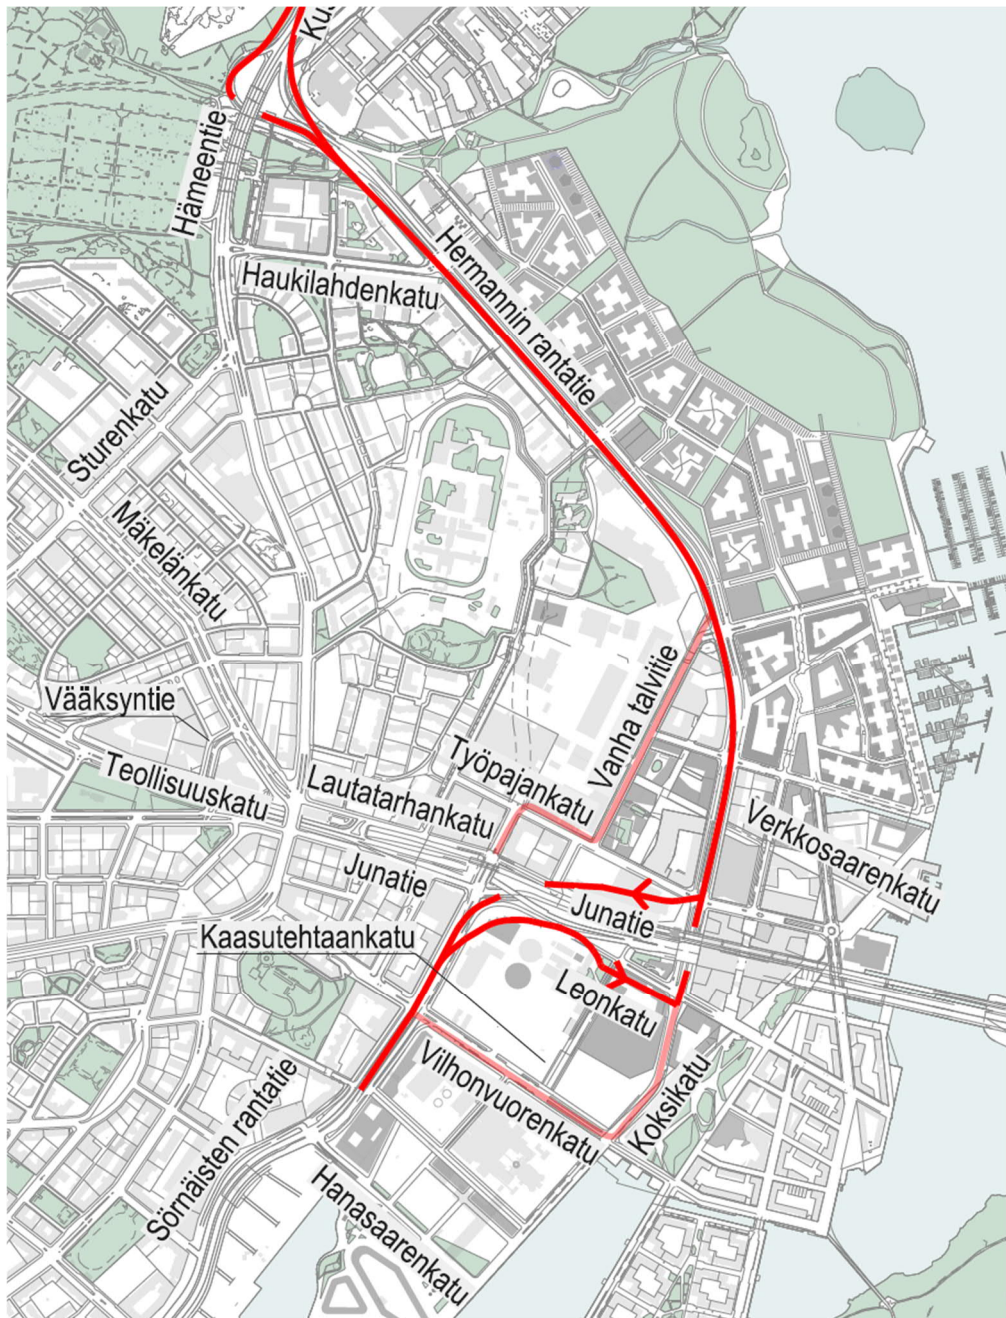 Hämeentie
Haukilahdenkatu
Hermannin rantatie
Sturenkatu
Mäkelänkatu
Vääksyntie
Teollisuuskatu
Lautatarhankatu
Työpajankatu
Vanha talvitie
Verkkosaarenkatu
Junatie
Junatie
Kaasutehtaankatu
Leonkatu
Vilhonvuorenkatu
Koksikatu
Sörnäisten rantatie
Hanasaarenkatu